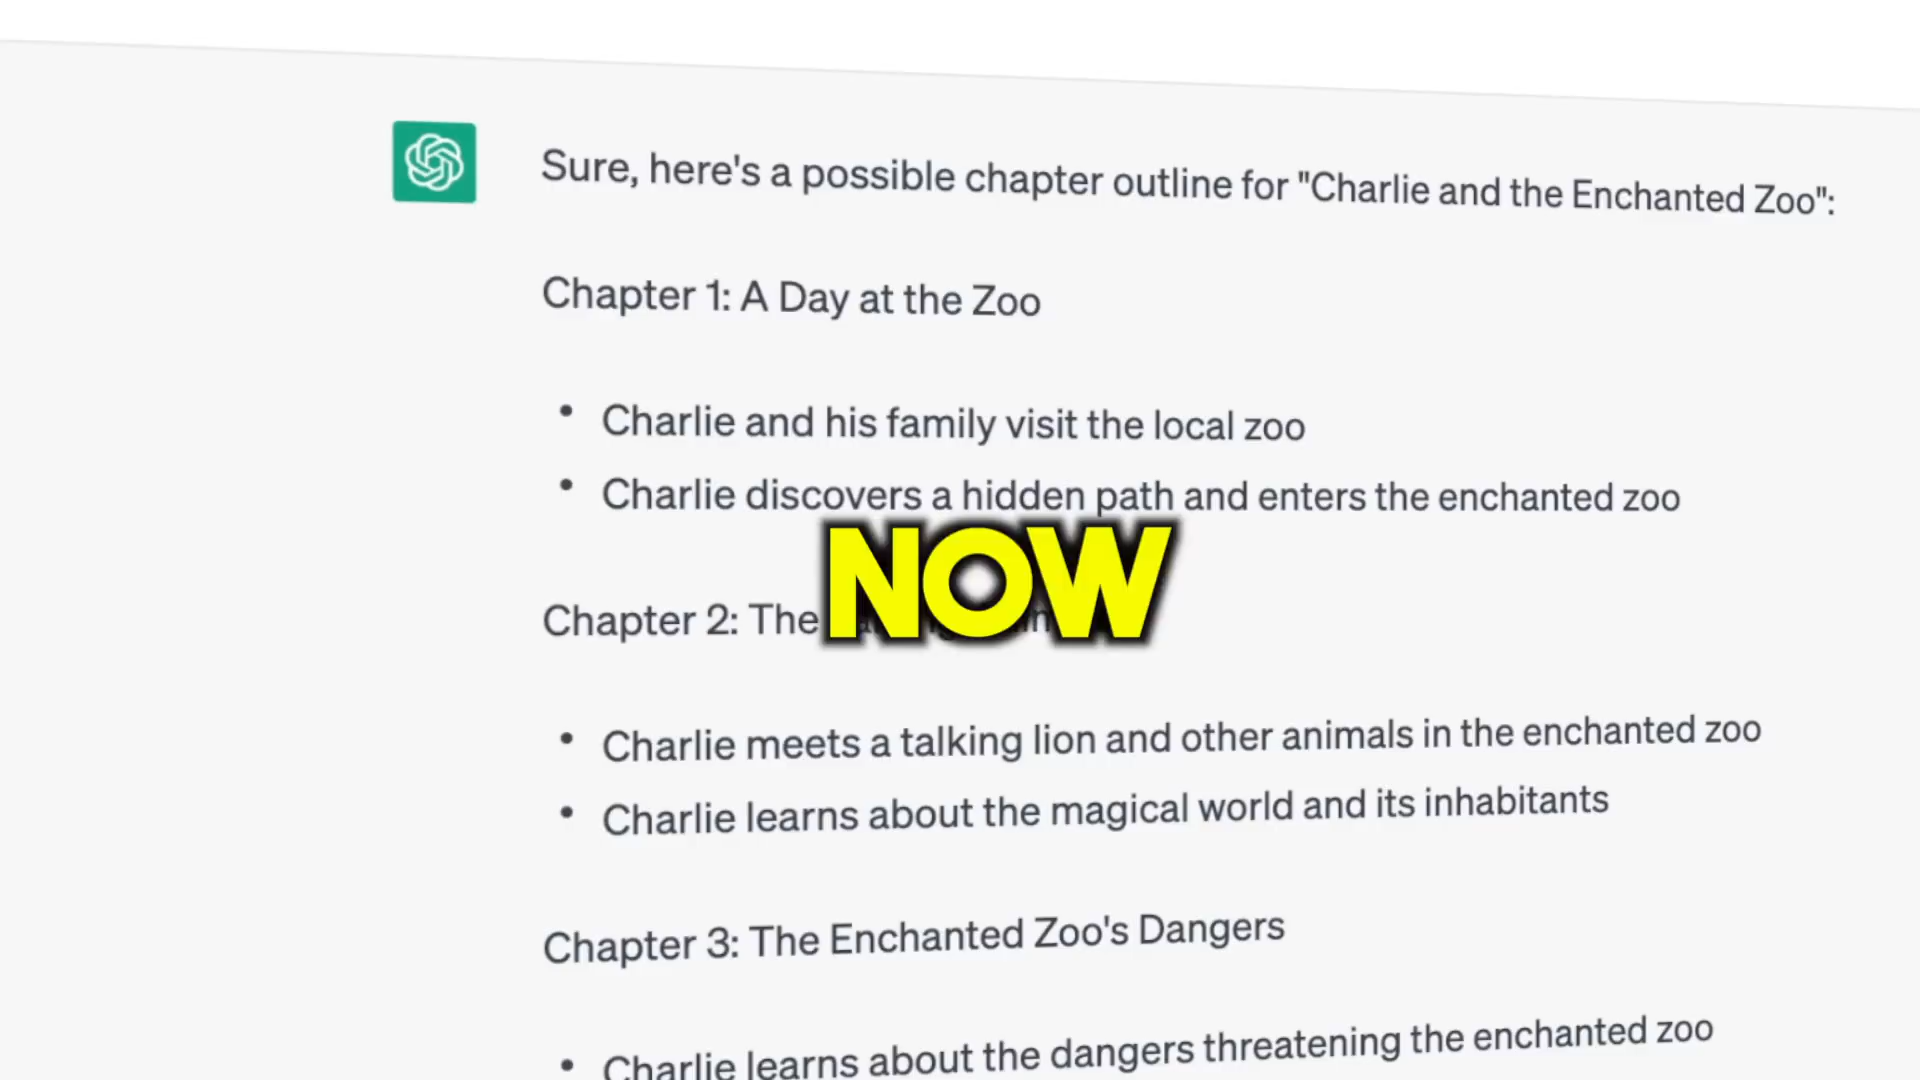 Sure, here's a possible chapter outline for "Charlie and the Enchanted Zoo":
Chapter 1: A Day at the Zoo
• Charlie and his family visit the local zoo
• Charlie discovers a hidden path and enters the enchanted zoo
NOW
Chapter 2: The
• Charlie meets a talking lion and other animals in the enchanted zoo
• Charlie learns about the magical world and its inhabitants
Chapter 3: The Enchanted Zoo's Dangers
• Charlie learns about the dangers threatening the enchanted zoo